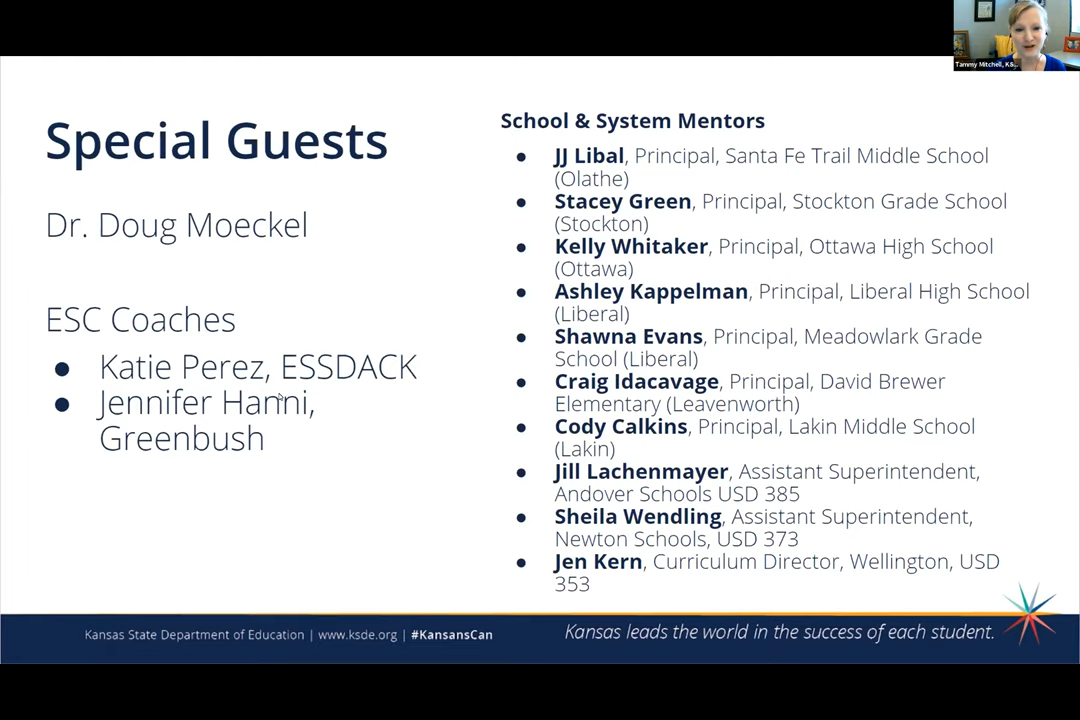 Tammy Mitchell, KS...
Special Guests
Dr. Doug Moeckel
ESC Coaches
● Katie Perez, ESSDACK
● Jennifer Hanni,
Greenbush
School & System Mentors
● JJ Libal, Principal, Santa Fe Trail Middle School
(Olathe)
● Stacey Green, Principal, Stockton Grade School
(Stockton)
● Kelly Whitaker, Principal, Ottawa High School
(Ottawa)
● Ashley Kappelman, Principal, Liberal High School
(Liberal)
● Shawna Evans, Principal, Meadowlark Grade
School (Liberal)
● Craig Idacavage, Principal, David Brewer
Elementary (Leavenworth)
● Cody Calkins, Principal, Lakin Middle School
(Lakin)
● Jill Lachenmayer, Assistant Superintendent,
Andover Schools USD 385
● Sheila Wendling, Assistant Superintendent,
Newton Schools, USD 373
● Jen Kern, Curriculum Director, Wellington, USD
353
Kansas State Department of Education | www.ksde.org | #KansansCan
Kansas leads the world in the success of each student.